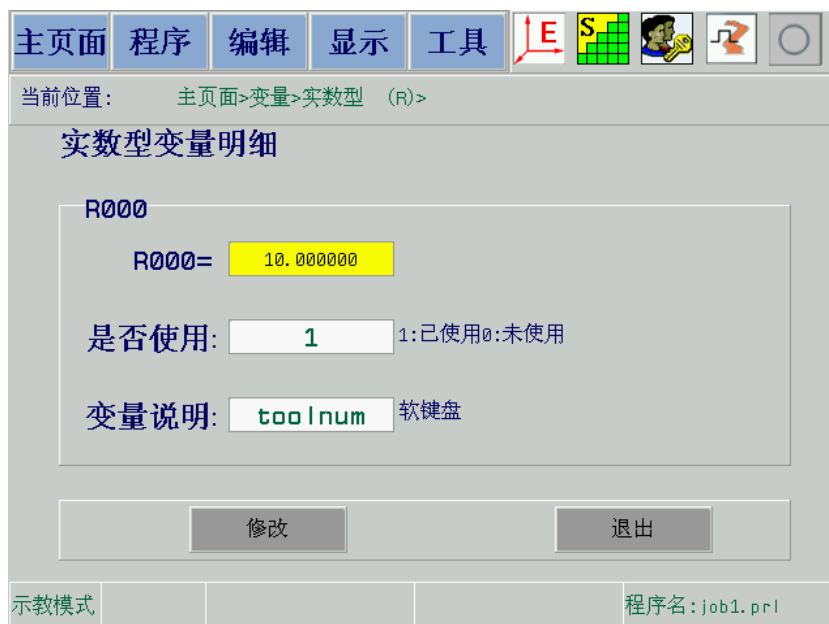 主页面 程序 编辑 显示 工具 E S
当前位置: 主页面>变量>实数型 (R)>
实数型变量明细
R000
R000= 10.000000
是否使用: 1 1:已使用0:未使用
变量说明: toolnum 软键盘
修改 退出
示教模式 程序名:job1.prl